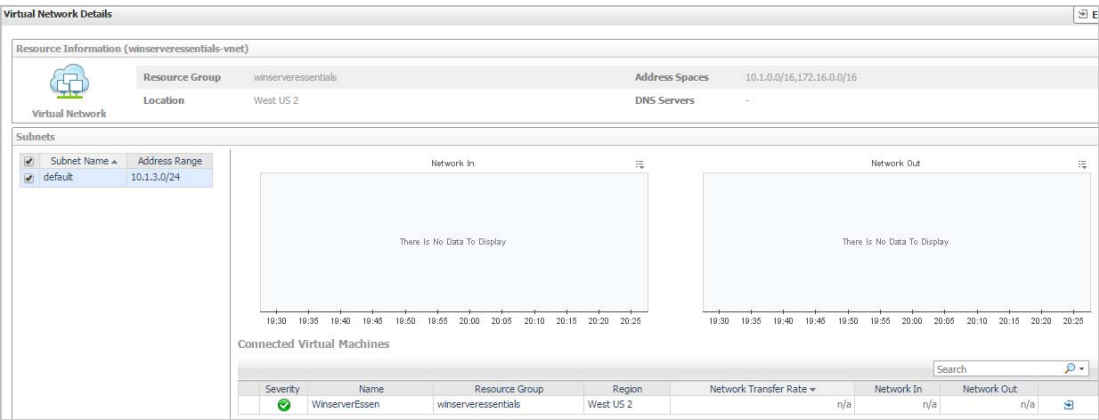 Virtual Network Details
E
Resource Information (winserveressentials-vnet)
Resource Group winserveressentials Address Spaces 10.1.0.0/16,172.16.0.0/16
Location West US 2 DNS Servers -
Virtual Network
Subnets
Subnet Name Address Range
default 10.1.3.0/24
Network In Network Out
There Is No Data To Display There Is No Data To Display
19:30 19:35 19:40 19:45 19:50 19:55 20:00 20:05 20:10 20:15 20:20 20:25 19:30 19:35 19:40 19:45 19:50 19:55 20:00 20:05 20:10 20:15 20:20 20:25
Connected Virtual Machines
Search
Severity Name Resource Group Region Network Transfer Rate Network In Network Out
WinserverEssen winserveressentials West US 2 n/a n/a n/a